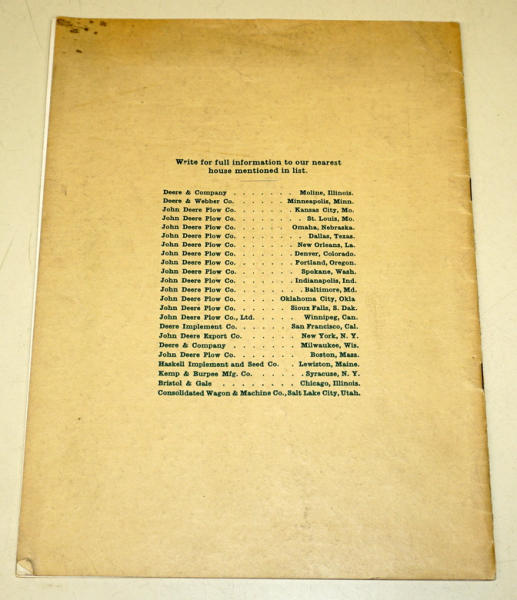 Write for full information to our nearest
house mentioned in list.
Deere & Company . . . . . . . Moline, Illinois.
Deere & Webber Co. . . . . . . Minneapolis, Minn.
John Deere Plow Co. . . . . . . Kansas City, Mo.
John Deere Plow Co. . . . . . . . St. Louis, Mo.
John Deere Plow Co. . . . . . . Omaha, Nebraska.
John Deere Plow Co. . . . . . . . Dallas, Texas.
John Deere Plow Co. . . . . . . New Orleans, La.
John Deere Plow Co. . . . . . . Denver, Colorado.
John Deere Plow Co. . . . . . . Portland, Oregon.
John Deere Plow Co. . . . . . . Spokane, Wash.
John Deere Plow Co. . . . . . . Indianapolis, Ind.
John Deere Plow Co. . . . . . . . Baltimore, Md.
John Deere Plow Co. . . . . . Oklahoma City, Okla
John Deere Plow Co. . . . . . . Sioux Falls, S. Dak.
John Deere Plow Co., Ltd. . . . . . Winnipeg, Can.
Deere Implement Co. . . . . . . San Francisco, Cal.
John Deere Export Co. . . . . . . New York, N. Y.
Deere & Company . . . . . . . Milwaukee, Wis.
John Deere Plow Co. . . . . . . . Boston, Mass.
Haskell Implement and Seed Co. . Lewiston, Maine.
Kemp & Burpee Mfg. Co. . . . . . Syracuse, N. Y.
Bristol & Gale . . . . . . . . Chicago, Illinois.
Consolidated Wagon & Machine Co., Salt Lake City, Utah.